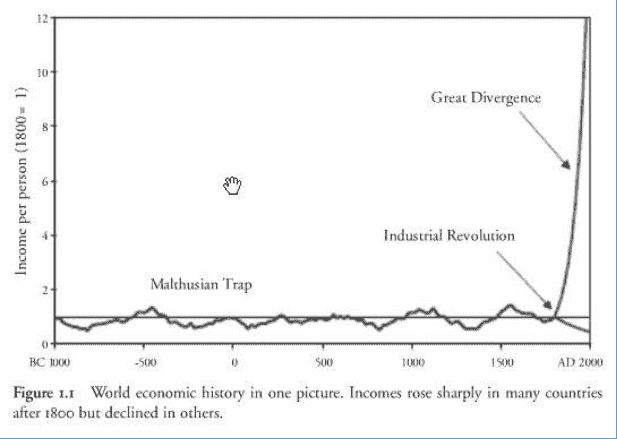 12
10
8
6
4
2
0
Income per person (1800 = 1)
Great Divergence
Industrial Revolution
Malthusian Trap
BC 1000
-500
0
500
1000
1500
AD 2000
Figure 1.1 World economic history in one picture. Incomes rose sharply in many countries
after 1800 but declined in others.